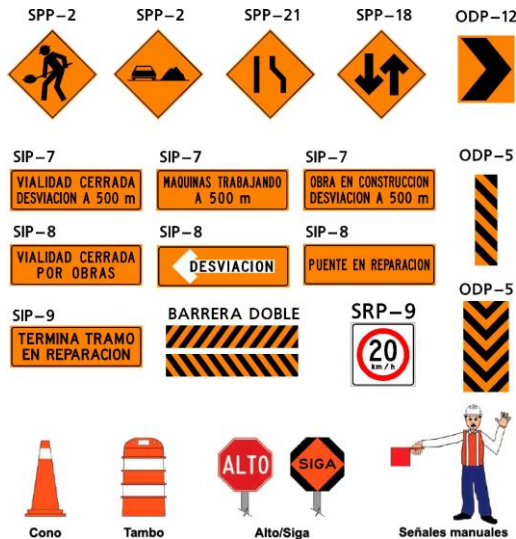 SPP-2
SPP-2
SPP-21
SPP-18
ODP-12
SIP-7
SIP-7
SIP-7
ODP-5
VIALIDAD CERRADA
DESVIACION A 500 m
MAQUINAS TRABAJANDO
A 500 m
OBRA EN CONSTRUCCION
DESVIACION A 500 m
SIP-8
SIP-8
SIP-8
VIALIDAD CERRADA
POR OBRAS
DESVIACION
PUENTE EN REPARACION
ODP-5
SIP-9
BARRERA DOBLE
SRP-9
TERMINA TRAMO
EN REPARACION
20
km/h
ALTO
SIGA
Cono
Tambo
Alto/Siga
Señales manuales